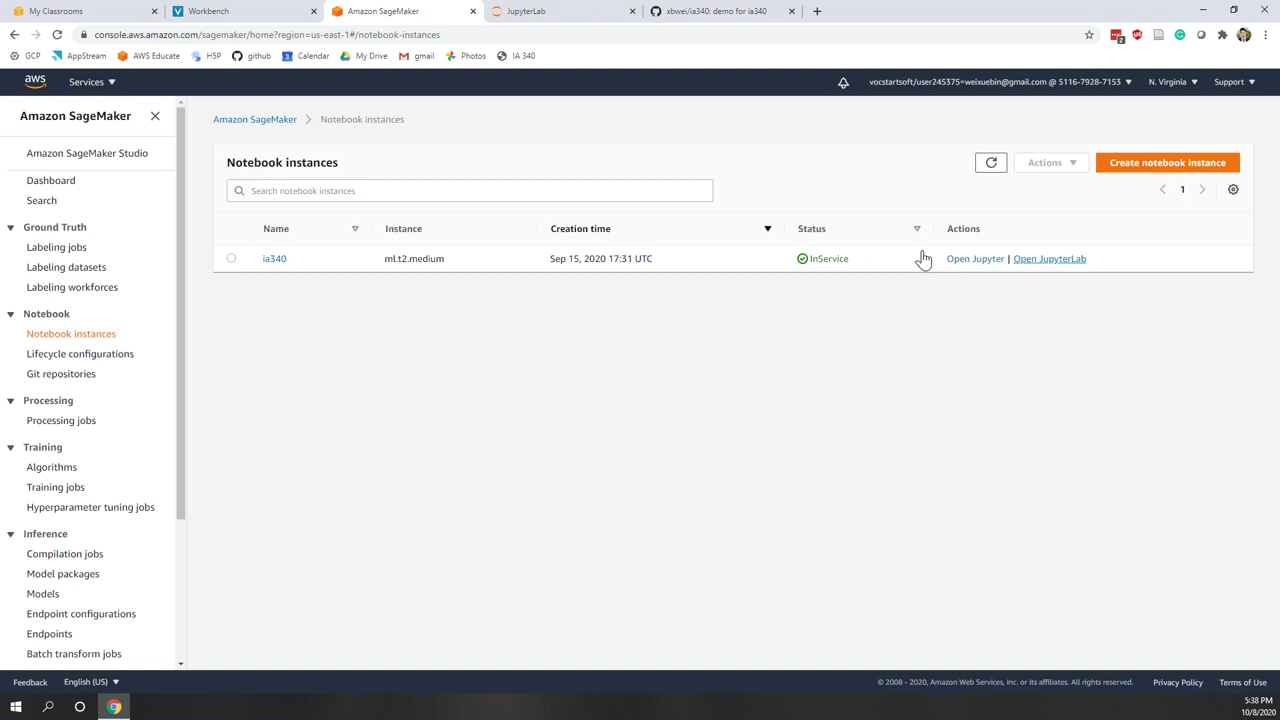 My Classrooms
Workbench
Amazon SageMaker
JupyterLab
xbwei/ia340: demo for ia340
console.aws.amazon.com/sagemaker/home?region=us-east-1#/notebook-instances
GCP
AppStream
AWS Educate
H5P
github
Calendar
My Drive
gmail
Photos
IA 340
aws
Services
vocstartsoft/user245375=weixuebin@gmail.com @ 5116-7928-7153
N. Virginia
Support
Amazon SageMaker
Amazon SageMaker Studio
Dashboard
Search
Ground Truth
Labeling jobs
Labeling datasets
Labeling workforces
Notebook
Notebook instances
Lifecycle configurations
Git repositories
Processing
Processing jobs
Training
Algorithms
Training jobs
Hyperparameter tuning jobs
Inference
Compilation jobs
Model packages
Models
Endpoint configurations
Endpoints
Batch transform jobs
Amazon SageMaker
Notebook instances
Notebook instances
Actions
Create notebook instance
Search notebook instances
1
Name
Instance
Creation time
Status
Actions
ia340
ml.t2.medium
Sep 15, 2020 17:31 UTC
InService
Open Jupyter | Open JupyterLab
Feedback
English (US)
© 2008 - 2020, Amazon Web Services, Inc. or its affiliates. All rights reserved.
Privacy Policy
Terms of Use
5:38 PM
10/8/2020